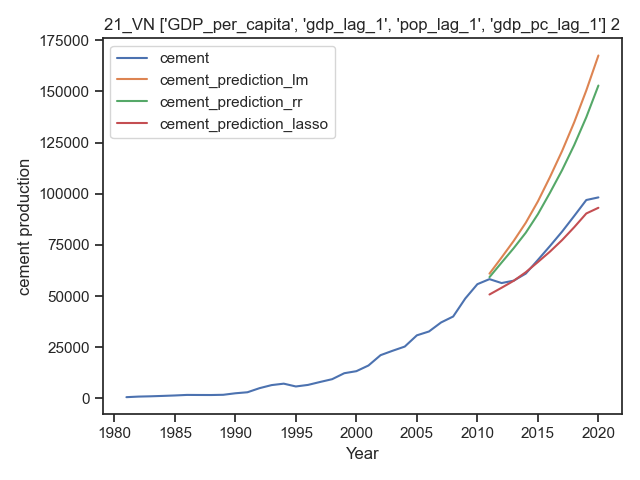 21_VN ['GDP_per_capita', 'gdp_lag_1', 'pop_lag_1', 'gdp_pc_lag_1'] 2
175000
150000
125000
100000
75000
50000
25000
0
cement production
cement
cement_prediction_lm
cement_prediction_rr
cement_prediction_lasso
1980 1985 1990 1995 2000 2005 2010 2015 2020
Year